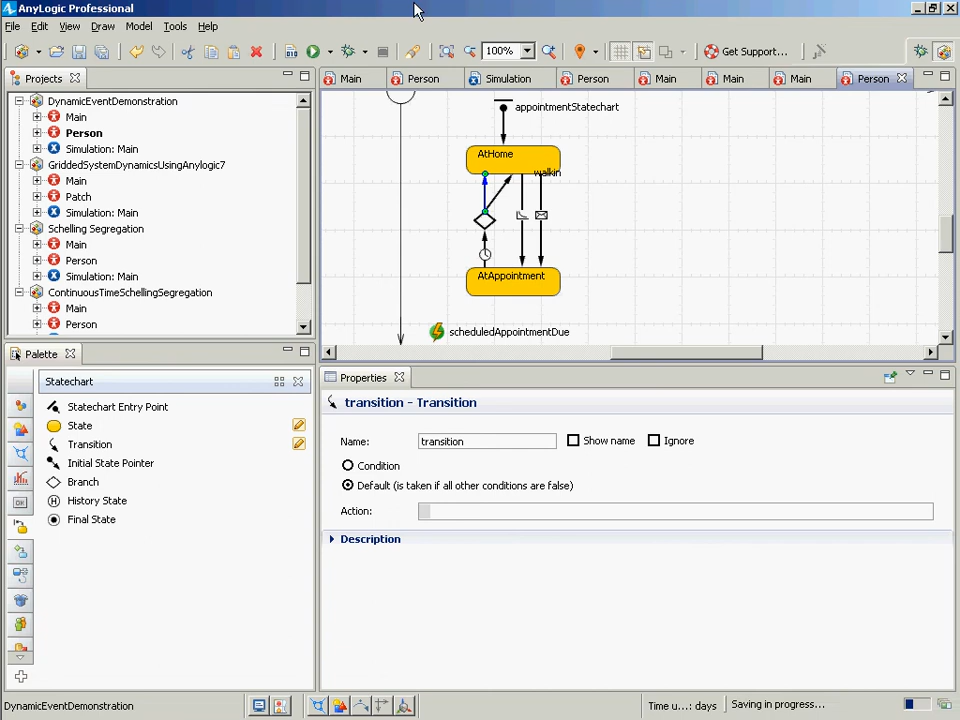 AnyLogic Professional
File Edit View Draw Model Tools Help
100% Get Support...
Projects
DynamicEventDemonstration
Main
Person
Simulation: Main
GriddedSystemDynamicsUsingAnylogic7
Main
Patch
Simulation: Main
Schelling Segregation
Main
Person
Simulation: Main
ContinuousTimeSchellingSegregation
Main
Person
Main Person Simulation Person Main Main Main Person
appointmentStatechart
AtHome
walkin
AtAppointment
scheduledAppointmentDue
Palette
Statechart
Statechart Entry Point
State
Transition
Initial State Pointer
Branch
History State
Final State
Properties
transition - Transition
Name: transition Show name Ignore
Condition
Default (is taken if all other conditions are false)
Action:
Description
DynamicEventDemonstration Time u...: days Saving in progress...